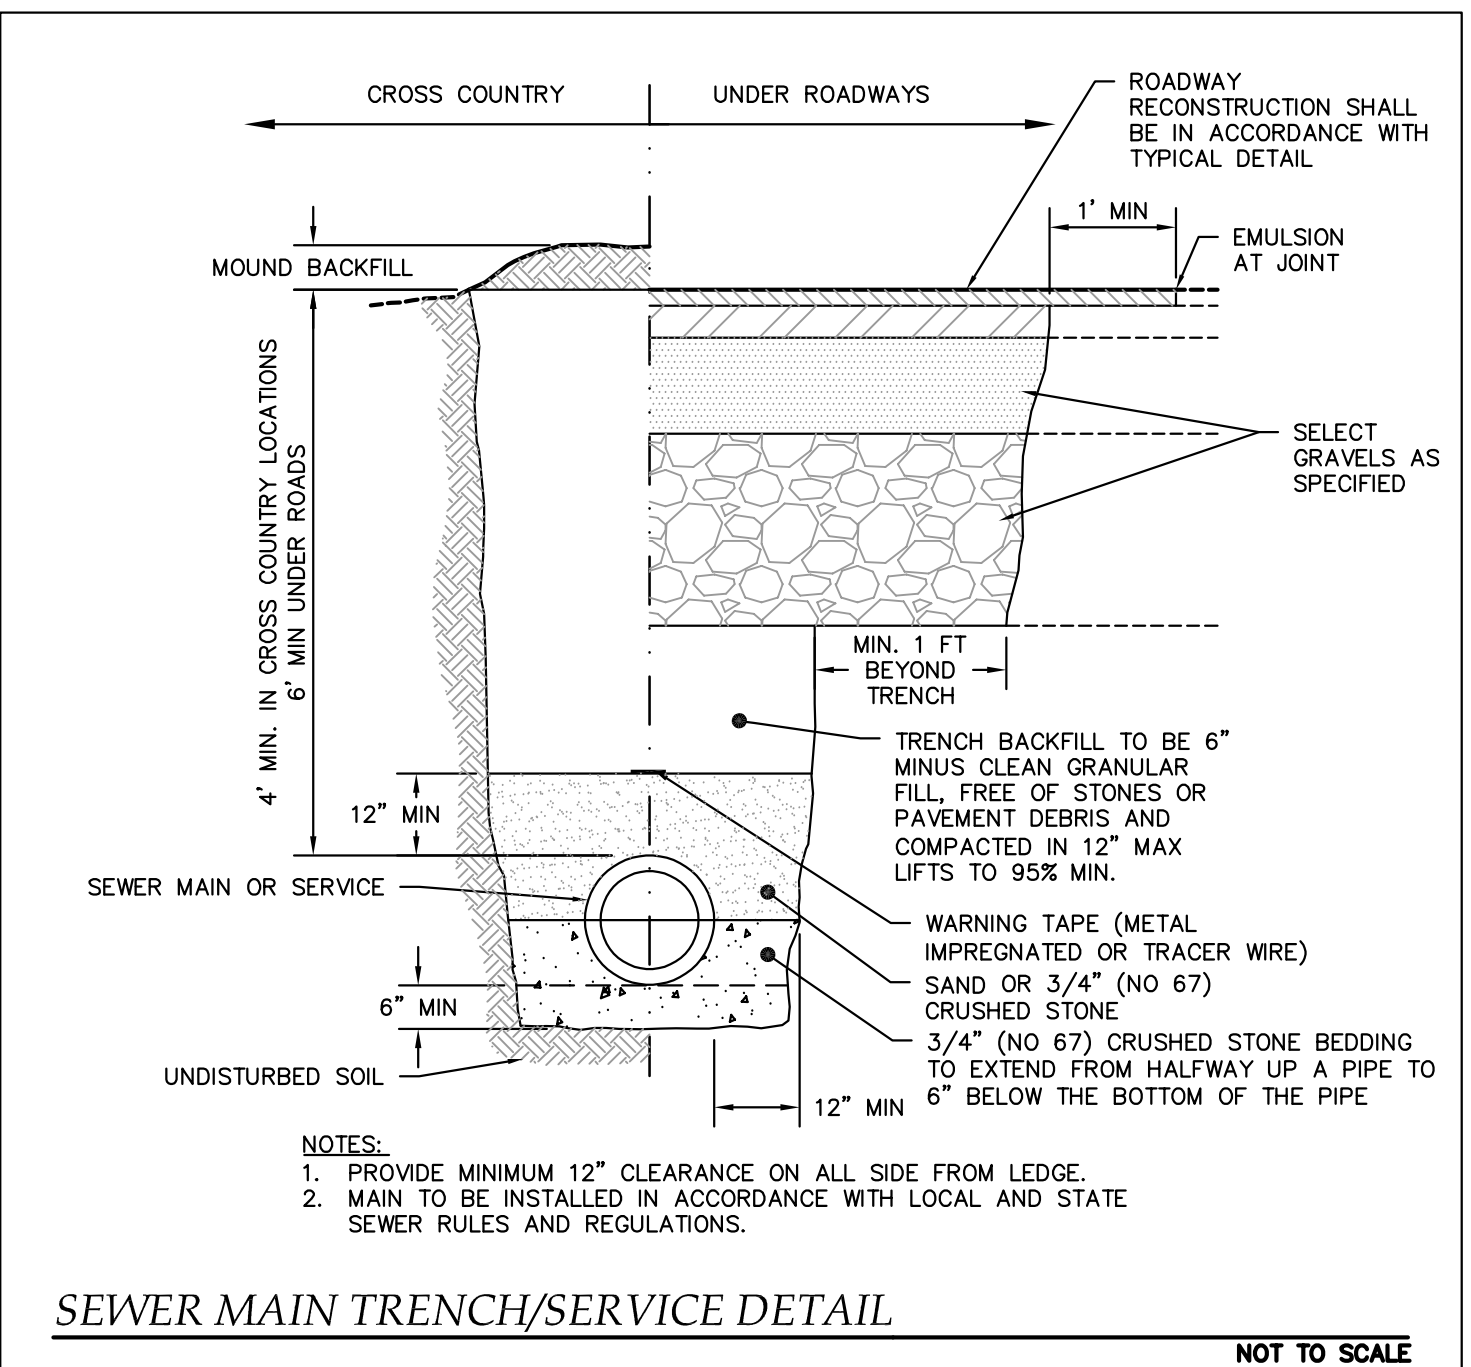 CROSS COUNTRY
UNDER ROADWAYS
ROADWAY
RECONSTRUCTION SHALL
BE IN ACCORDANCE WITH
TYPICAL DETAIL
1' MIN
EMULSION
AT JOINT
MOUND BACKFILL
4' MIN. IN CROSS COUNTRY LOCATIONS
6' MIN UNDER ROADS
SELECT
GRAVELS AS
SPECIFIED
MIN. 1 FT
BEYOND
TRENCH
TRENCH BACKFILL TO BE 6"
MINUS CLEAN GRANULAR
FILL, FREE OF STONES OR
PAVEMENT DEBRIS AND
COMPACTED IN 12" MAX
LIFTS TO 95% MIN.
12" MIN
SEWER MAIN OR SERVICE
WARNING TAPE (METAL
IMPREGNATED OR TRACER WIRE)
SAND OR 3/4" (NO 67)
CRUSHED STONE
6" MIN
3/4" (NO 67) CRUSHED STONE BEDDING
TO EXTEND FROM HALFWAY UP A PIPE TO
6" BELOW THE BOTTOM OF THE PIPE
UNDISTURBED SOIL
12" MIN
NOTES:
1. PROVIDE MINIMUM 12" CLEARANCE ON ALL SIDE FROM LEDGE.
2. MAIN TO BE INSTALLED IN ACCORDANCE WITH LOCAL AND STATE
SEWER RULES AND REGULATIONS.
SEWER MAIN TRENCH/SERVICE DETAIL
NOT TO SCALE